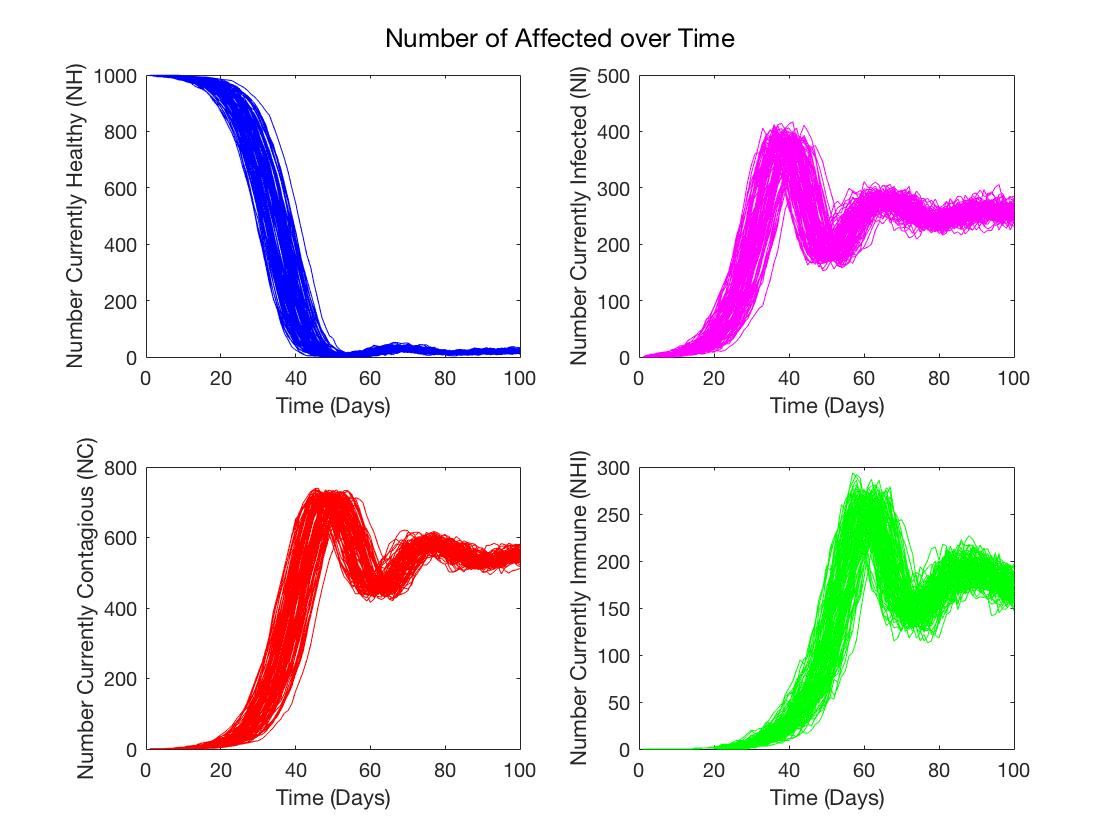 Number of Affected over Time
Number Currently Healthy (NH)
1000
800
600
400
200
0
0 20 40 60 80 100
Time (Days)
Number Currently Infected (NI)
500
400
300
200
100
0
0 20 40 60 80 100
Time (Days)
Number Currently Contagious (NC)
800
600
400
200
0
0 20 40 60 80 100
Time (Days)
Number Currently Immune (NHI)
300
250
200
150
100
50
0
0 20 40 60 80 100
Time (Days)